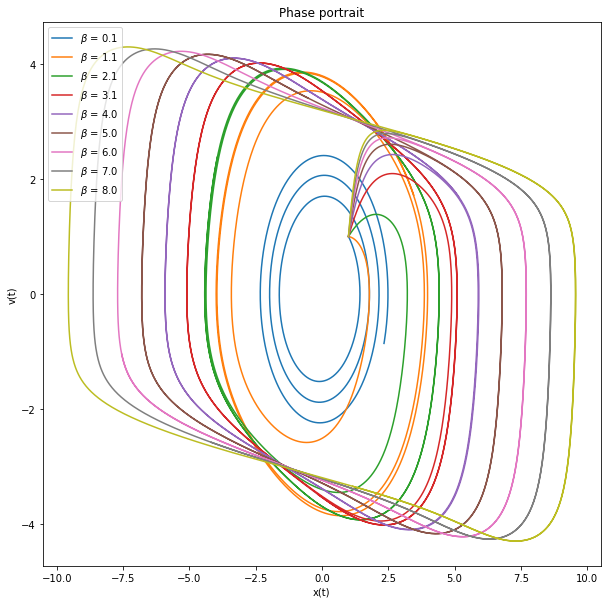 Phase portrait
β = 0.1
β = 1.1
β = 2.1
β = 3.1
β = 4.0
β = 5.0
β = 6.0
β = 7.0
β = 8.0
v(t)
4
2
0
−2
−4
−10.0 −7.5 −5.0 −2.5 0.0 2.5 5.0 7.5 10.0
x(t)